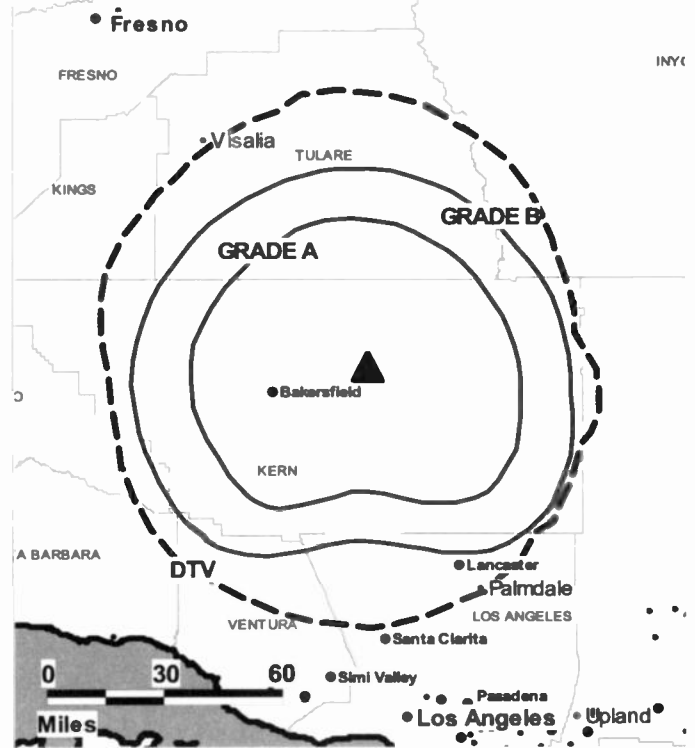 Fresno
INY
FRESNO
Visalia
TULARE
KINGS
GRADE B
GRADE A
Bakersfield
KERN
A BARBARA
Lancaster
DTV
Palmdale
LOS ANGELES
VENTURA
Santa Clarita
0 30 60
Simi Valley
Pasadena
Los Angeles
Upland
Miles